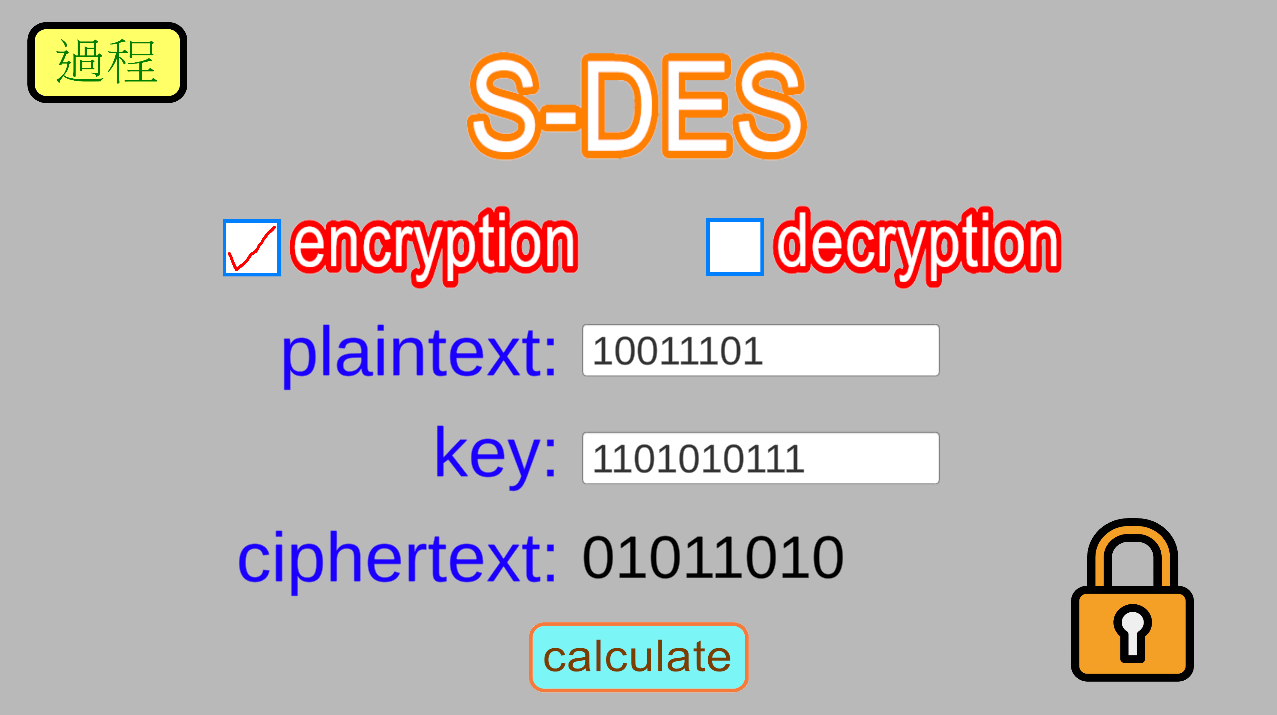 過程
S-DES
encryption
decryption
plaintext: 10011101
key: 1101010111
ciphertext: 01011010
calculate